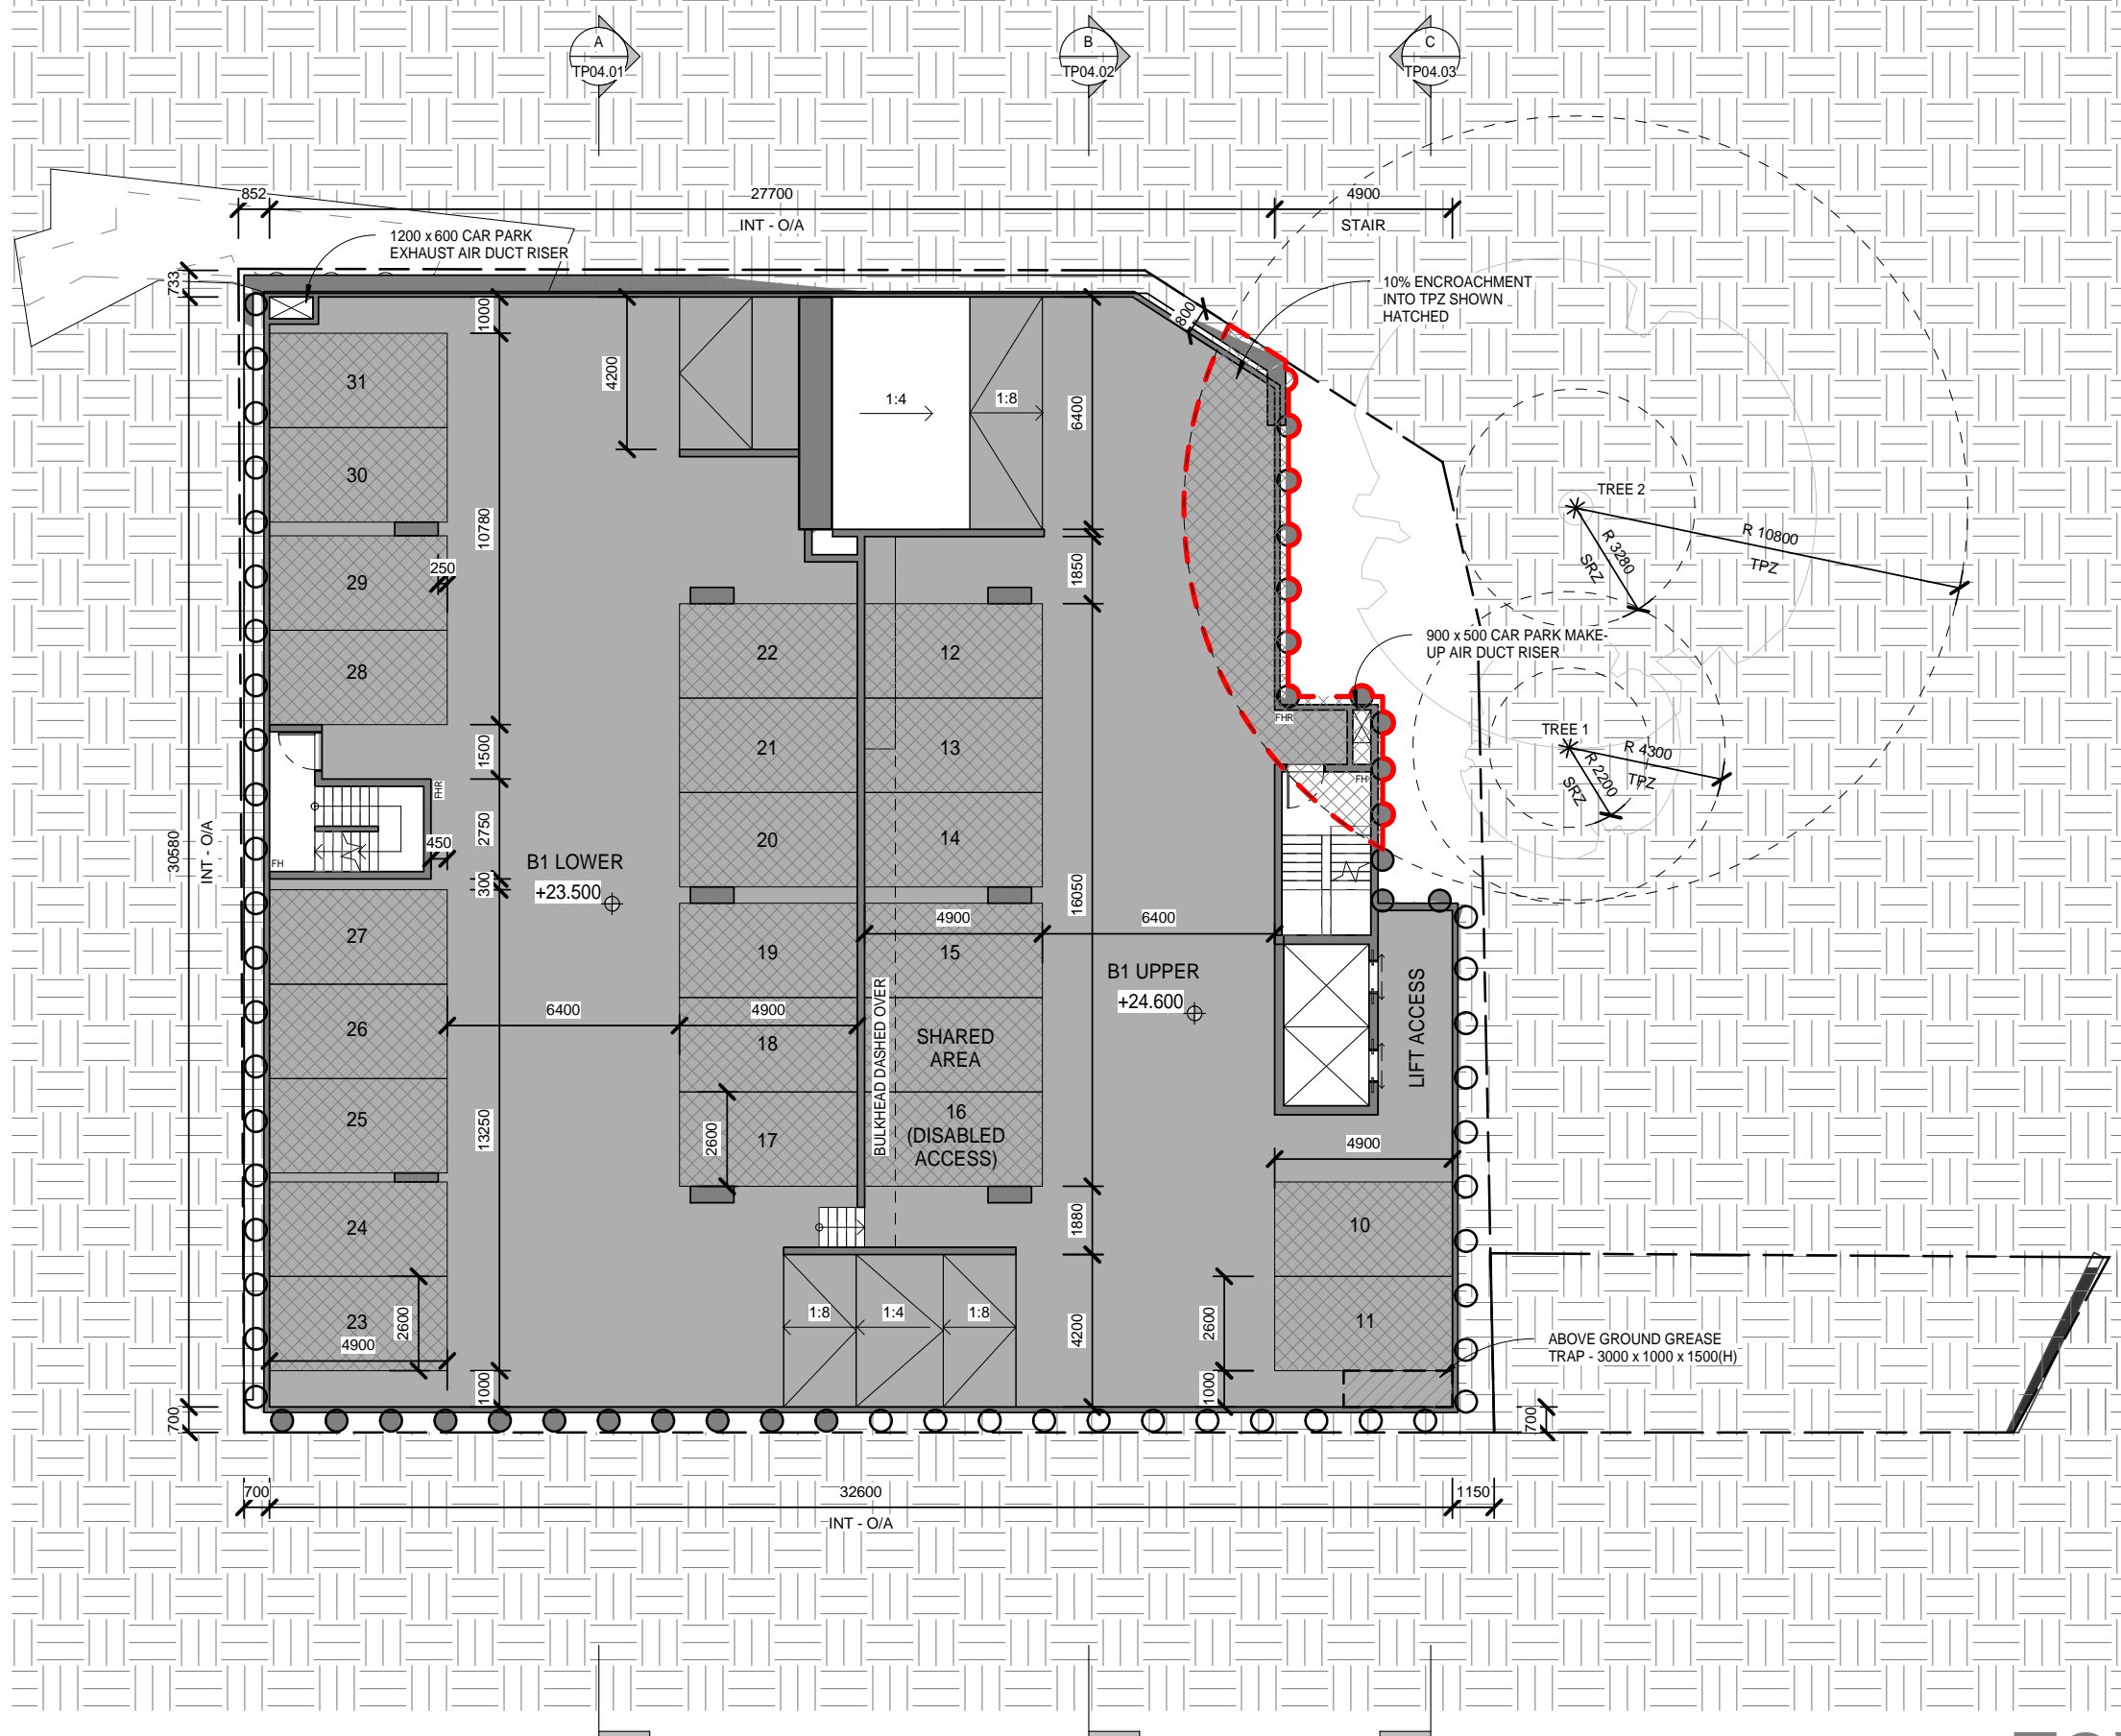 A
TP04.01
B
TP04.02
C
TP04.03
852
27700
INT - O/A
4900
STAIR
1200 x 600 CAR PARK
EXHAUST AIR DUCT RISER
733
1000
4200
800
10% ENCROACHMENT
INTO TPZ SHOWN
HATCHED
31
1:4
1:8
6400
30
10780
TREE 2
R 10800
TPZ
R 3280
SRZ
29
250
1850
28
22
12
900 x 500 CAR PARK MAKE-
UP AIR DUCT RISER
FHR
21
13
TREE 1
R 4300
TPZ
R 2200
SRZ
1500
FHR
FH
2750
450
20
14
30580
INT - O/A
FH
B1 LOWER
+23.500
300
16050
27
19
4900
15
6400
B1 UPPER
+24.600
26
6400
4900
18
BULKHEAD DASHED OVER
SHARED
AREA
LIFT ACCESS
25
13250
2600
17
16
(DISABLED
ACCESS)
4900
24
1880
10
23
2600
4900
1:8
1:4
1:8
4200
2600
11
ABOVE GROUND GREASE
TRAP - 3000 x 1000 x 1500(H)
1000
1000
700
700
700
32600
INT - O/A
1150